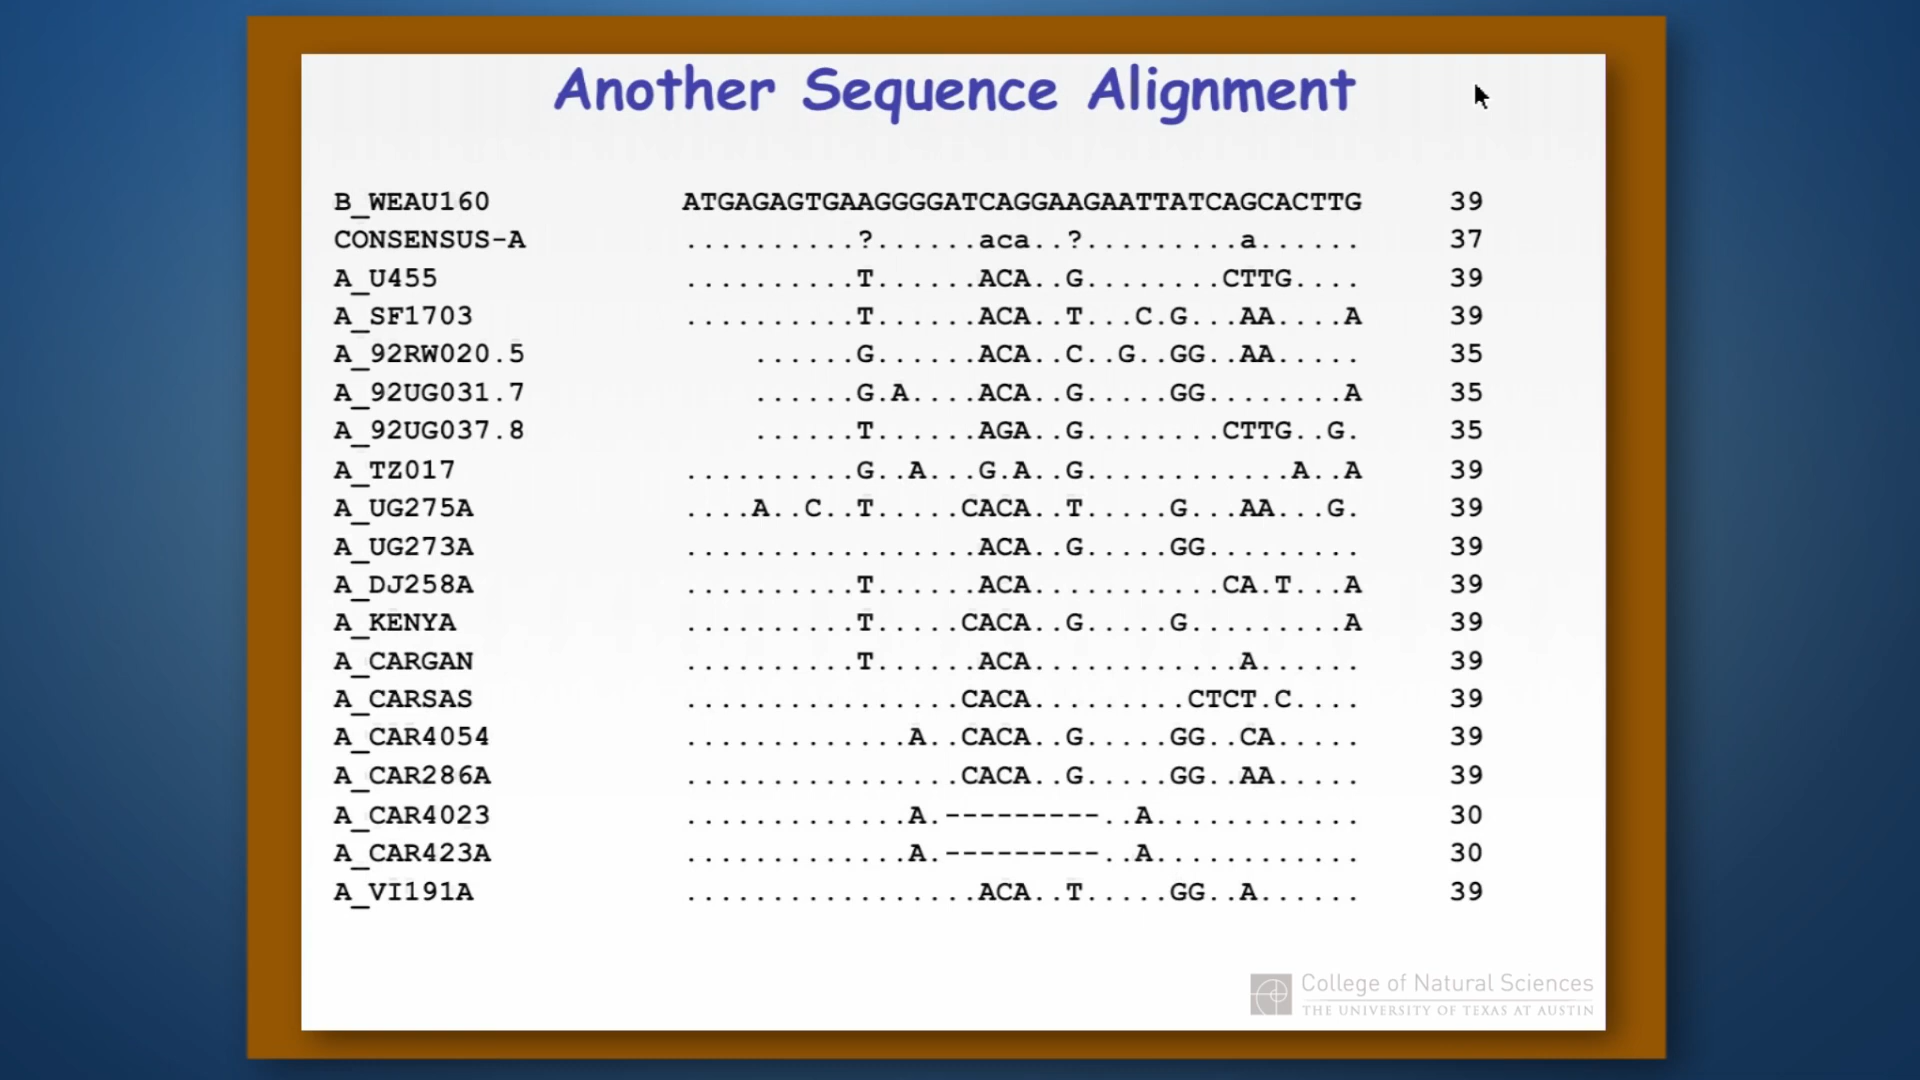 Another Sequence Alignment
B_WEAU160 ATGAGAGTGAAGGGGATCAGGAAGAATTATCAGCACTTG 39
CONSENSUS-A ..........?......aca..?.........a...... 37
A_U455 ..........T......ACA..G........CTTG.... 39
A_SF1703 ..........T......ACA..T...C.G...AA....A 39
A_92RW020.5 ......G......ACA..C..G..GG..AA..... 35
A_92UG031.7 ......G.A....ACA..G.....GG........A 35
A_92UG037.8 ......T......AGA..G........CTTG..G. 35
A_TZ017 ..........G..A...G.A..G............A..A 39
A_UG275A ....A..C..T.....CACA..T.....G...AA...G. 39
A_UG273A .................ACA..G.....GG......... 39
A_DJ258A ..........T......ACA...........CA.T...A 39
A_KENYA ..........T.....CACA..G.....G.........A 39
A_CARGAN ..........T......ACA............A...... 39
A_CARSAS ................CACA.........CTCT.C.... 39
A_CAR4054 .............A..CACA..G.....GG..CA..... 39
A_CAR286A ................CACA..G.....GG..AA..... 39
A_CAR4023 .............A.---------..A............ 30
A_CAR423A .............A.---------..A............ 30
A_VI191A .................ACA..T.....GG..A...... 39
College of Natural Sciences
THE UNIVERSITY OF TEXAS AT AUSTIN